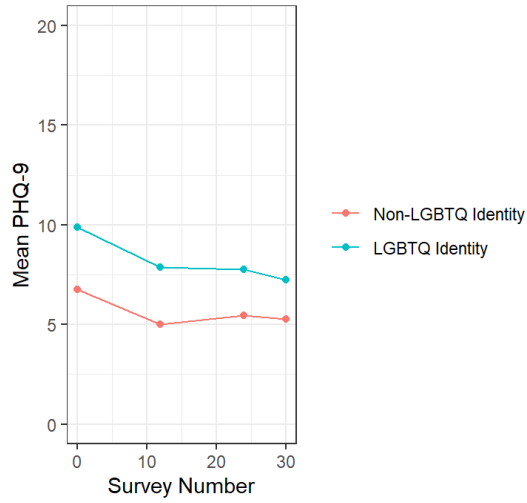 20
15
10
5
0
Mean PHQ-9
0 10 20 30
Survey Number
Non-LGBTQ Identity
LGBTQ Identity